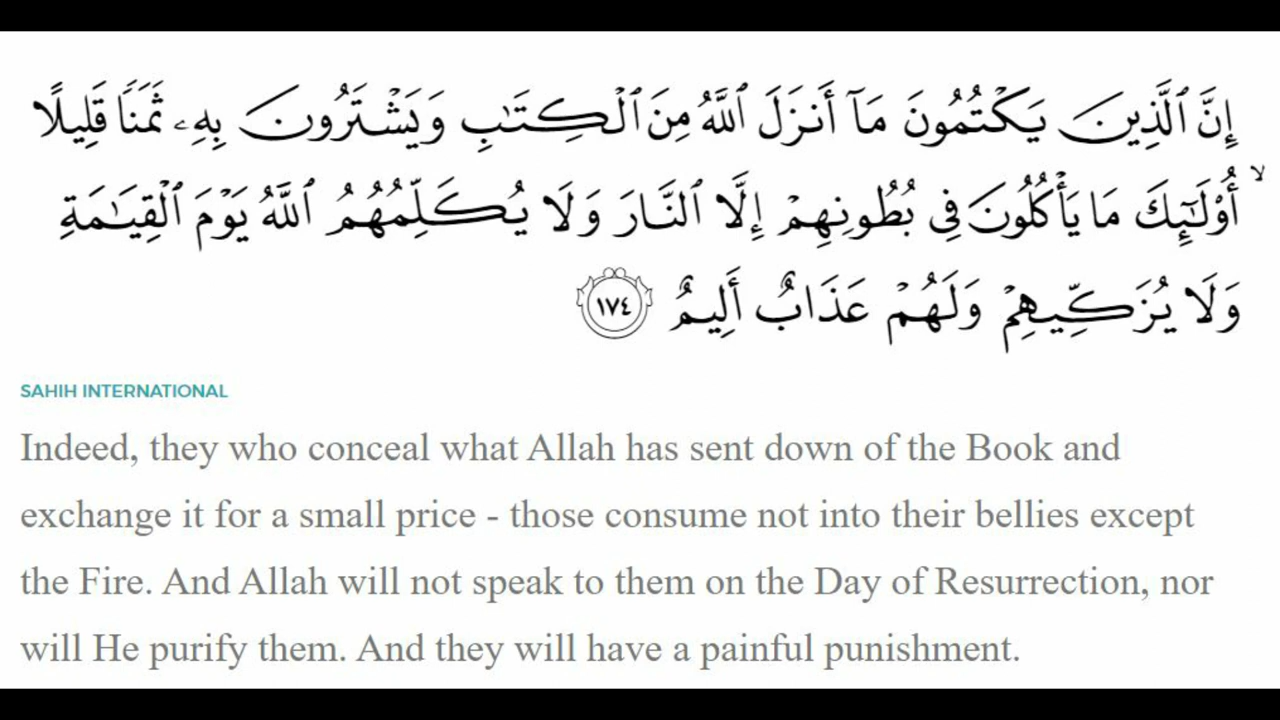 إِنَّ ٱلَّذِينَ يَكْتُمُونَ مَآ أَنزَلَ ٱللَّهُ مِنَ ٱلْكِتَـٰبِ وَيَشْتَرُونَ بِهِۦ ثَمَنًا قَلِيلًا ۙ
أُو۟لَـٰٓئِكَ مَا يَأْكُلُونَ فِى بُطُونِهِمْ إِلَّا ٱلنَّارَ وَلَا يُكَلِّمُهُمُ ٱللَّهُ يَوْمَ ٱلْقِيَـٰمَةِ
وَلَا يُزَكِّيهِمْ وَلَهُمْ عَذَابٌ أَلِيمٌ ١٧٤
SAHIH INTERNATIONAL
Indeed, they who conceal what Allah has sent down of the Book and
exchange it for a small price - those consume not into their bellies except
the Fire. And Allah will not speak to them on the Day of Resurrection, nor
will He purify them. And they will have a painful punishment.